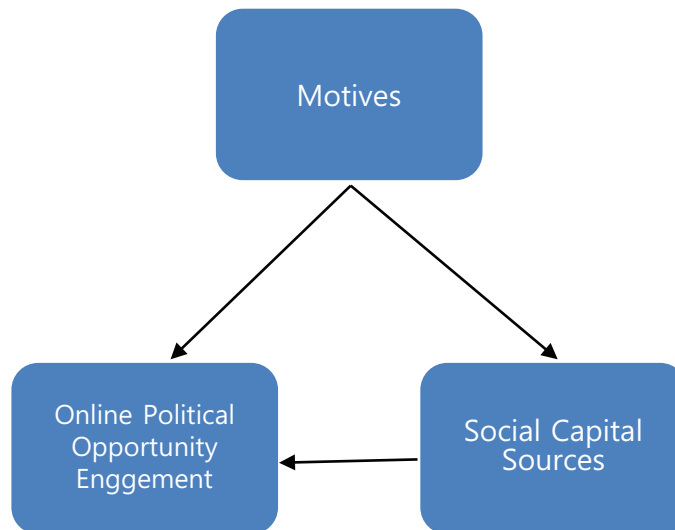 Motives
Online Political
Opportunity
Enggement
Social Capital
Sources